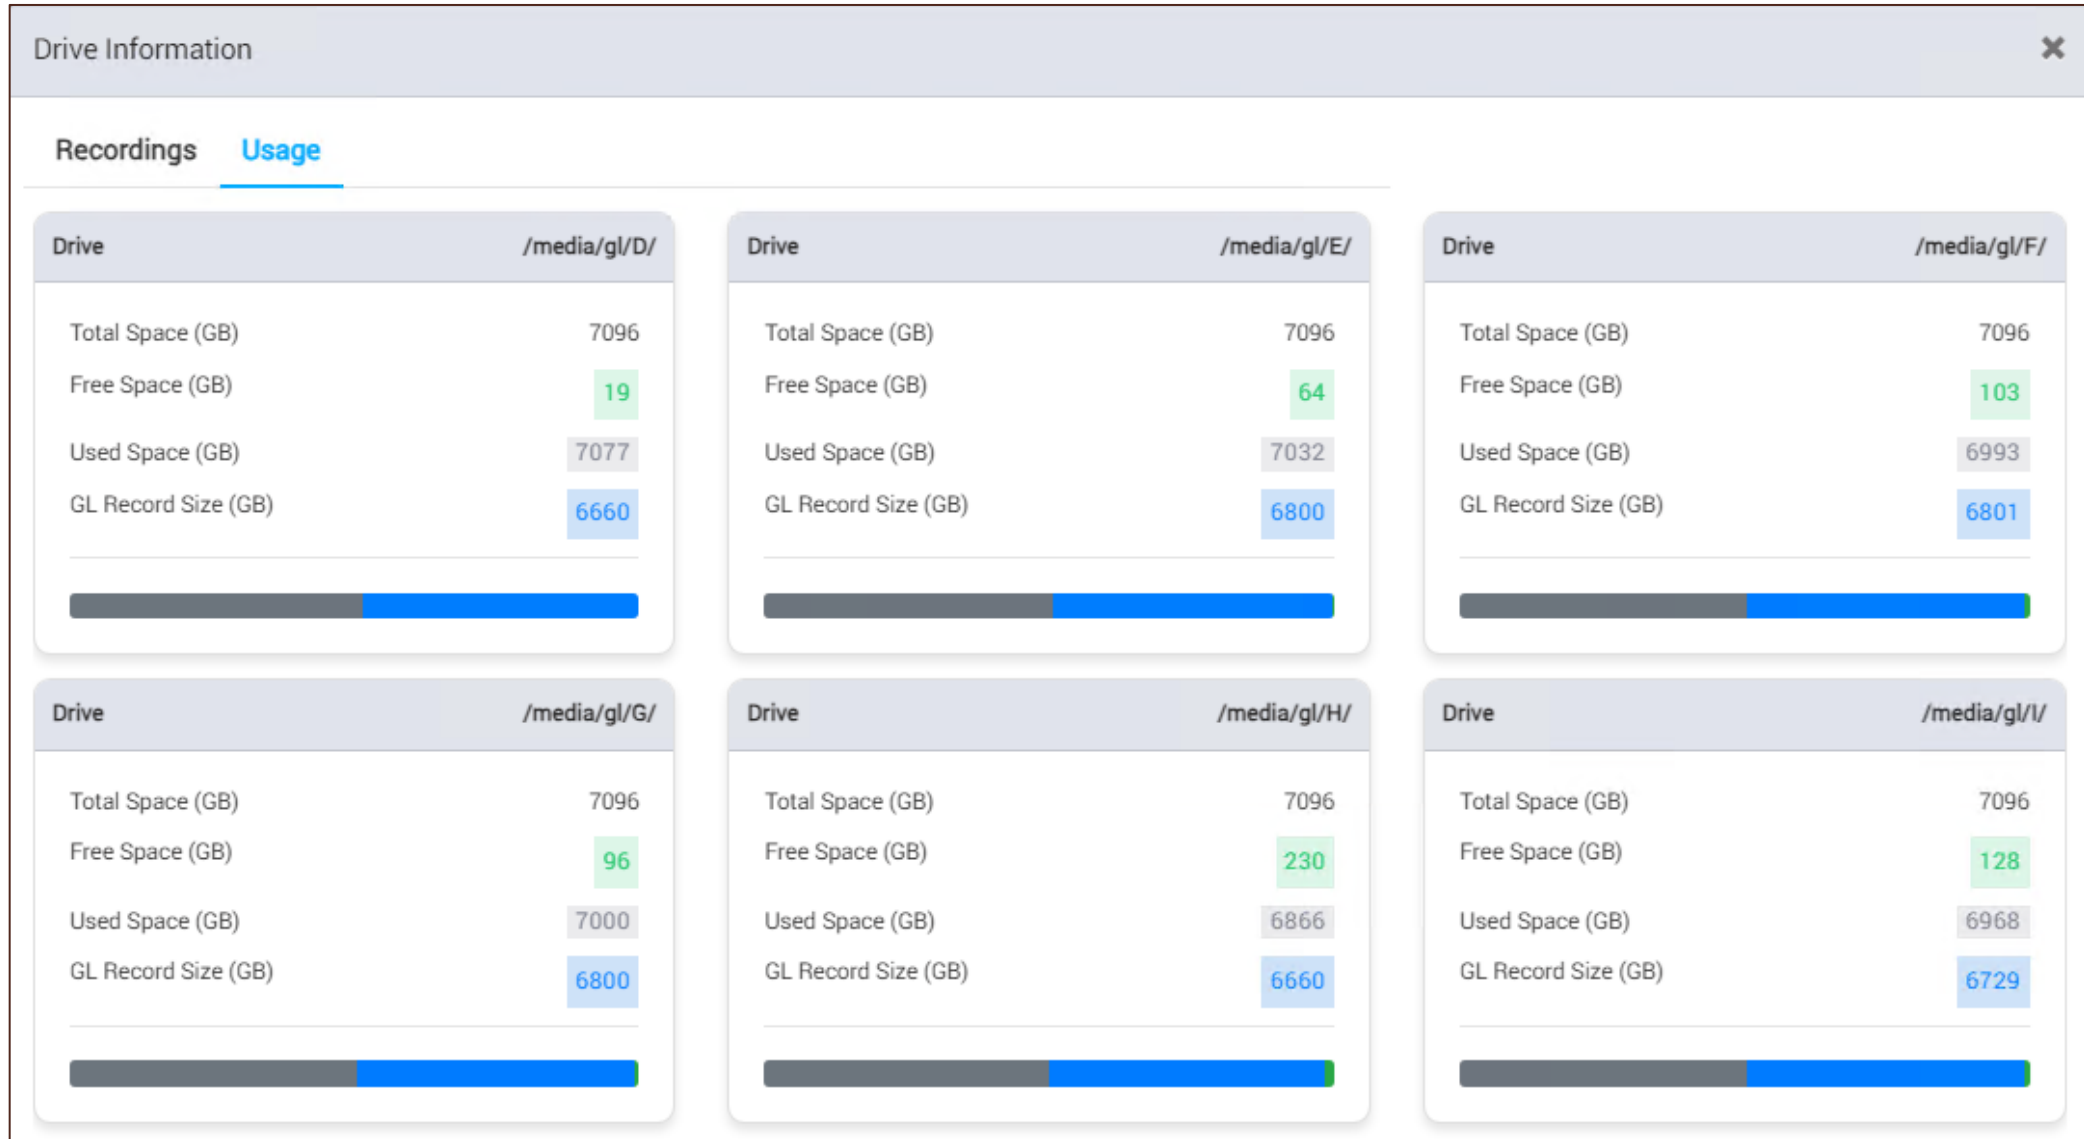 Drive Information
Recordings Usage
Drive /media/gl/D/
Total Space (GB) 7096
Free Space (GB) 19
Used Space (GB) 7077
GL Record Size (GB) 6660
Drive /media/gl/E/
Total Space (GB) 7096
Free Space (GB) 64
Used Space (GB) 7032
GL Record Size (GB) 6800
Drive /media/gl/F/
Total Space (GB) 7096
Free Space (GB) 103
Used Space (GB) 6993
GL Record Size (GB) 6801
Drive /media/gl/G/
Total Space (GB) 7096
Free Space (GB) 96
Used Space (GB) 7000
GL Record Size (GB) 6800
Drive /media/gl/H/
Total Space (GB) 7096
Free Space (GB) 230
Used Space (GB) 6866
GL Record Size (GB) 6660
Drive /media/gl/I/
Total Space (GB) 7096
Free Space (GB) 128
Used Space (GB) 6968
GL Record Size (GB) 6729